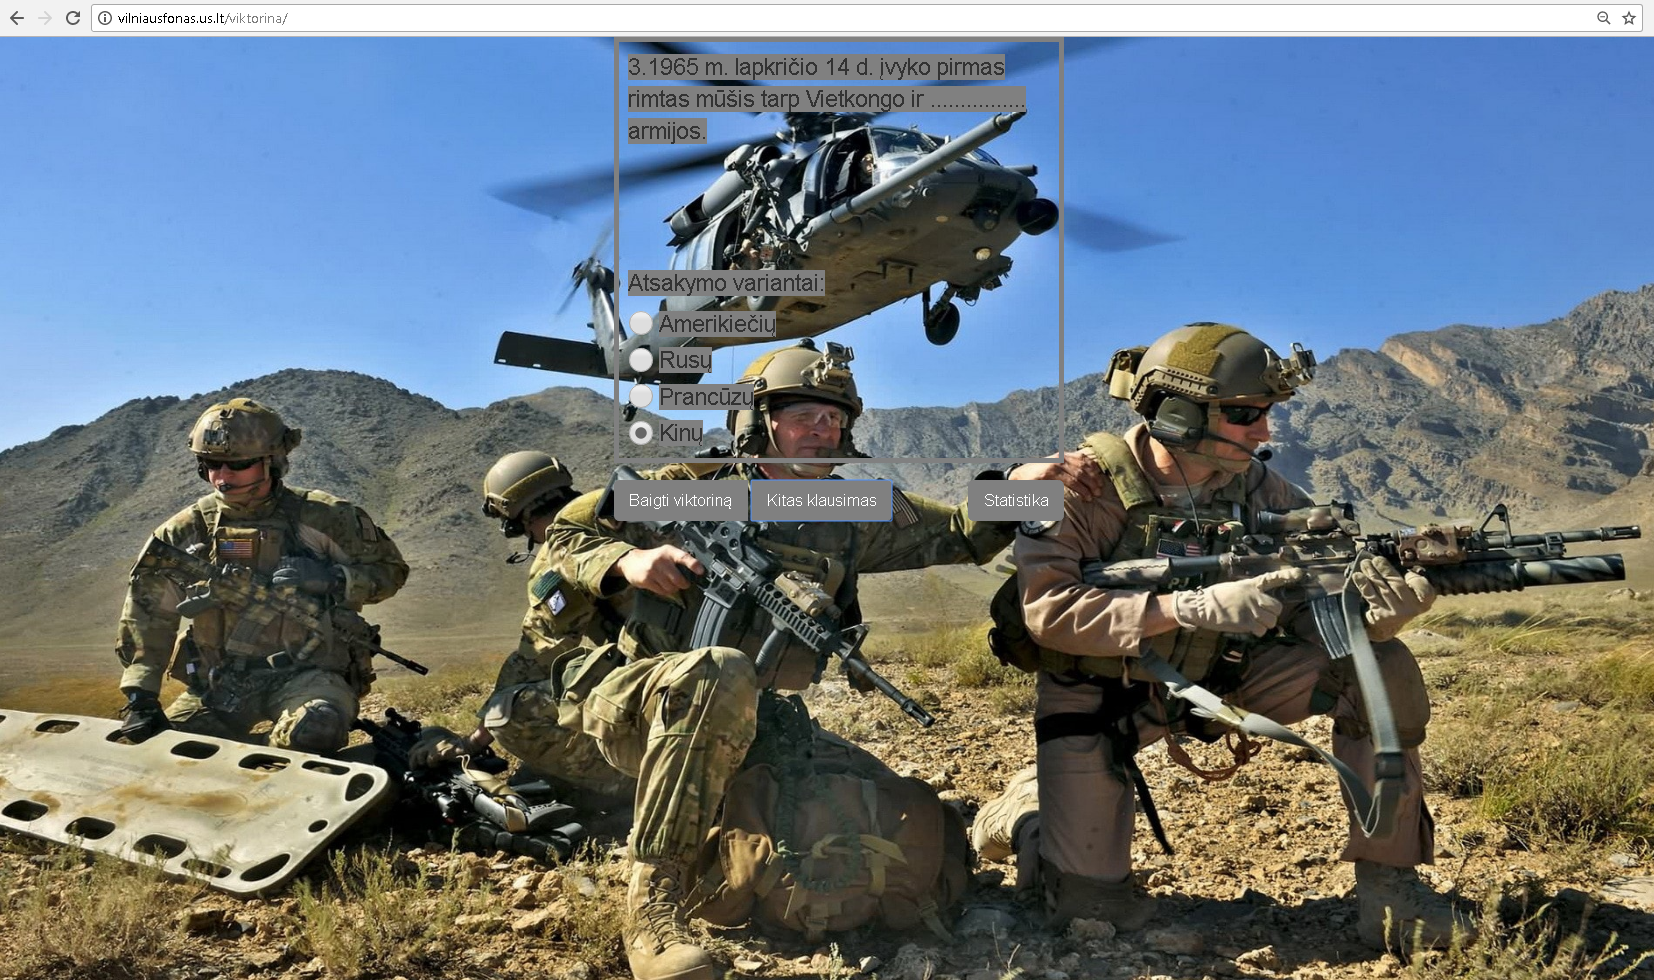 vilniausfonas.us.lt/viktorina/
3.1965 m. lapkričio 14 d. įvyko pirmas
rimtas mūšis tarp Vietkongo ir ................
armijos.
Atsakymo variantai:
Amerikiečių
Rusų
Prancūzų
Kinų
Baigti viktoriną
Kitas klausimas
Statistika